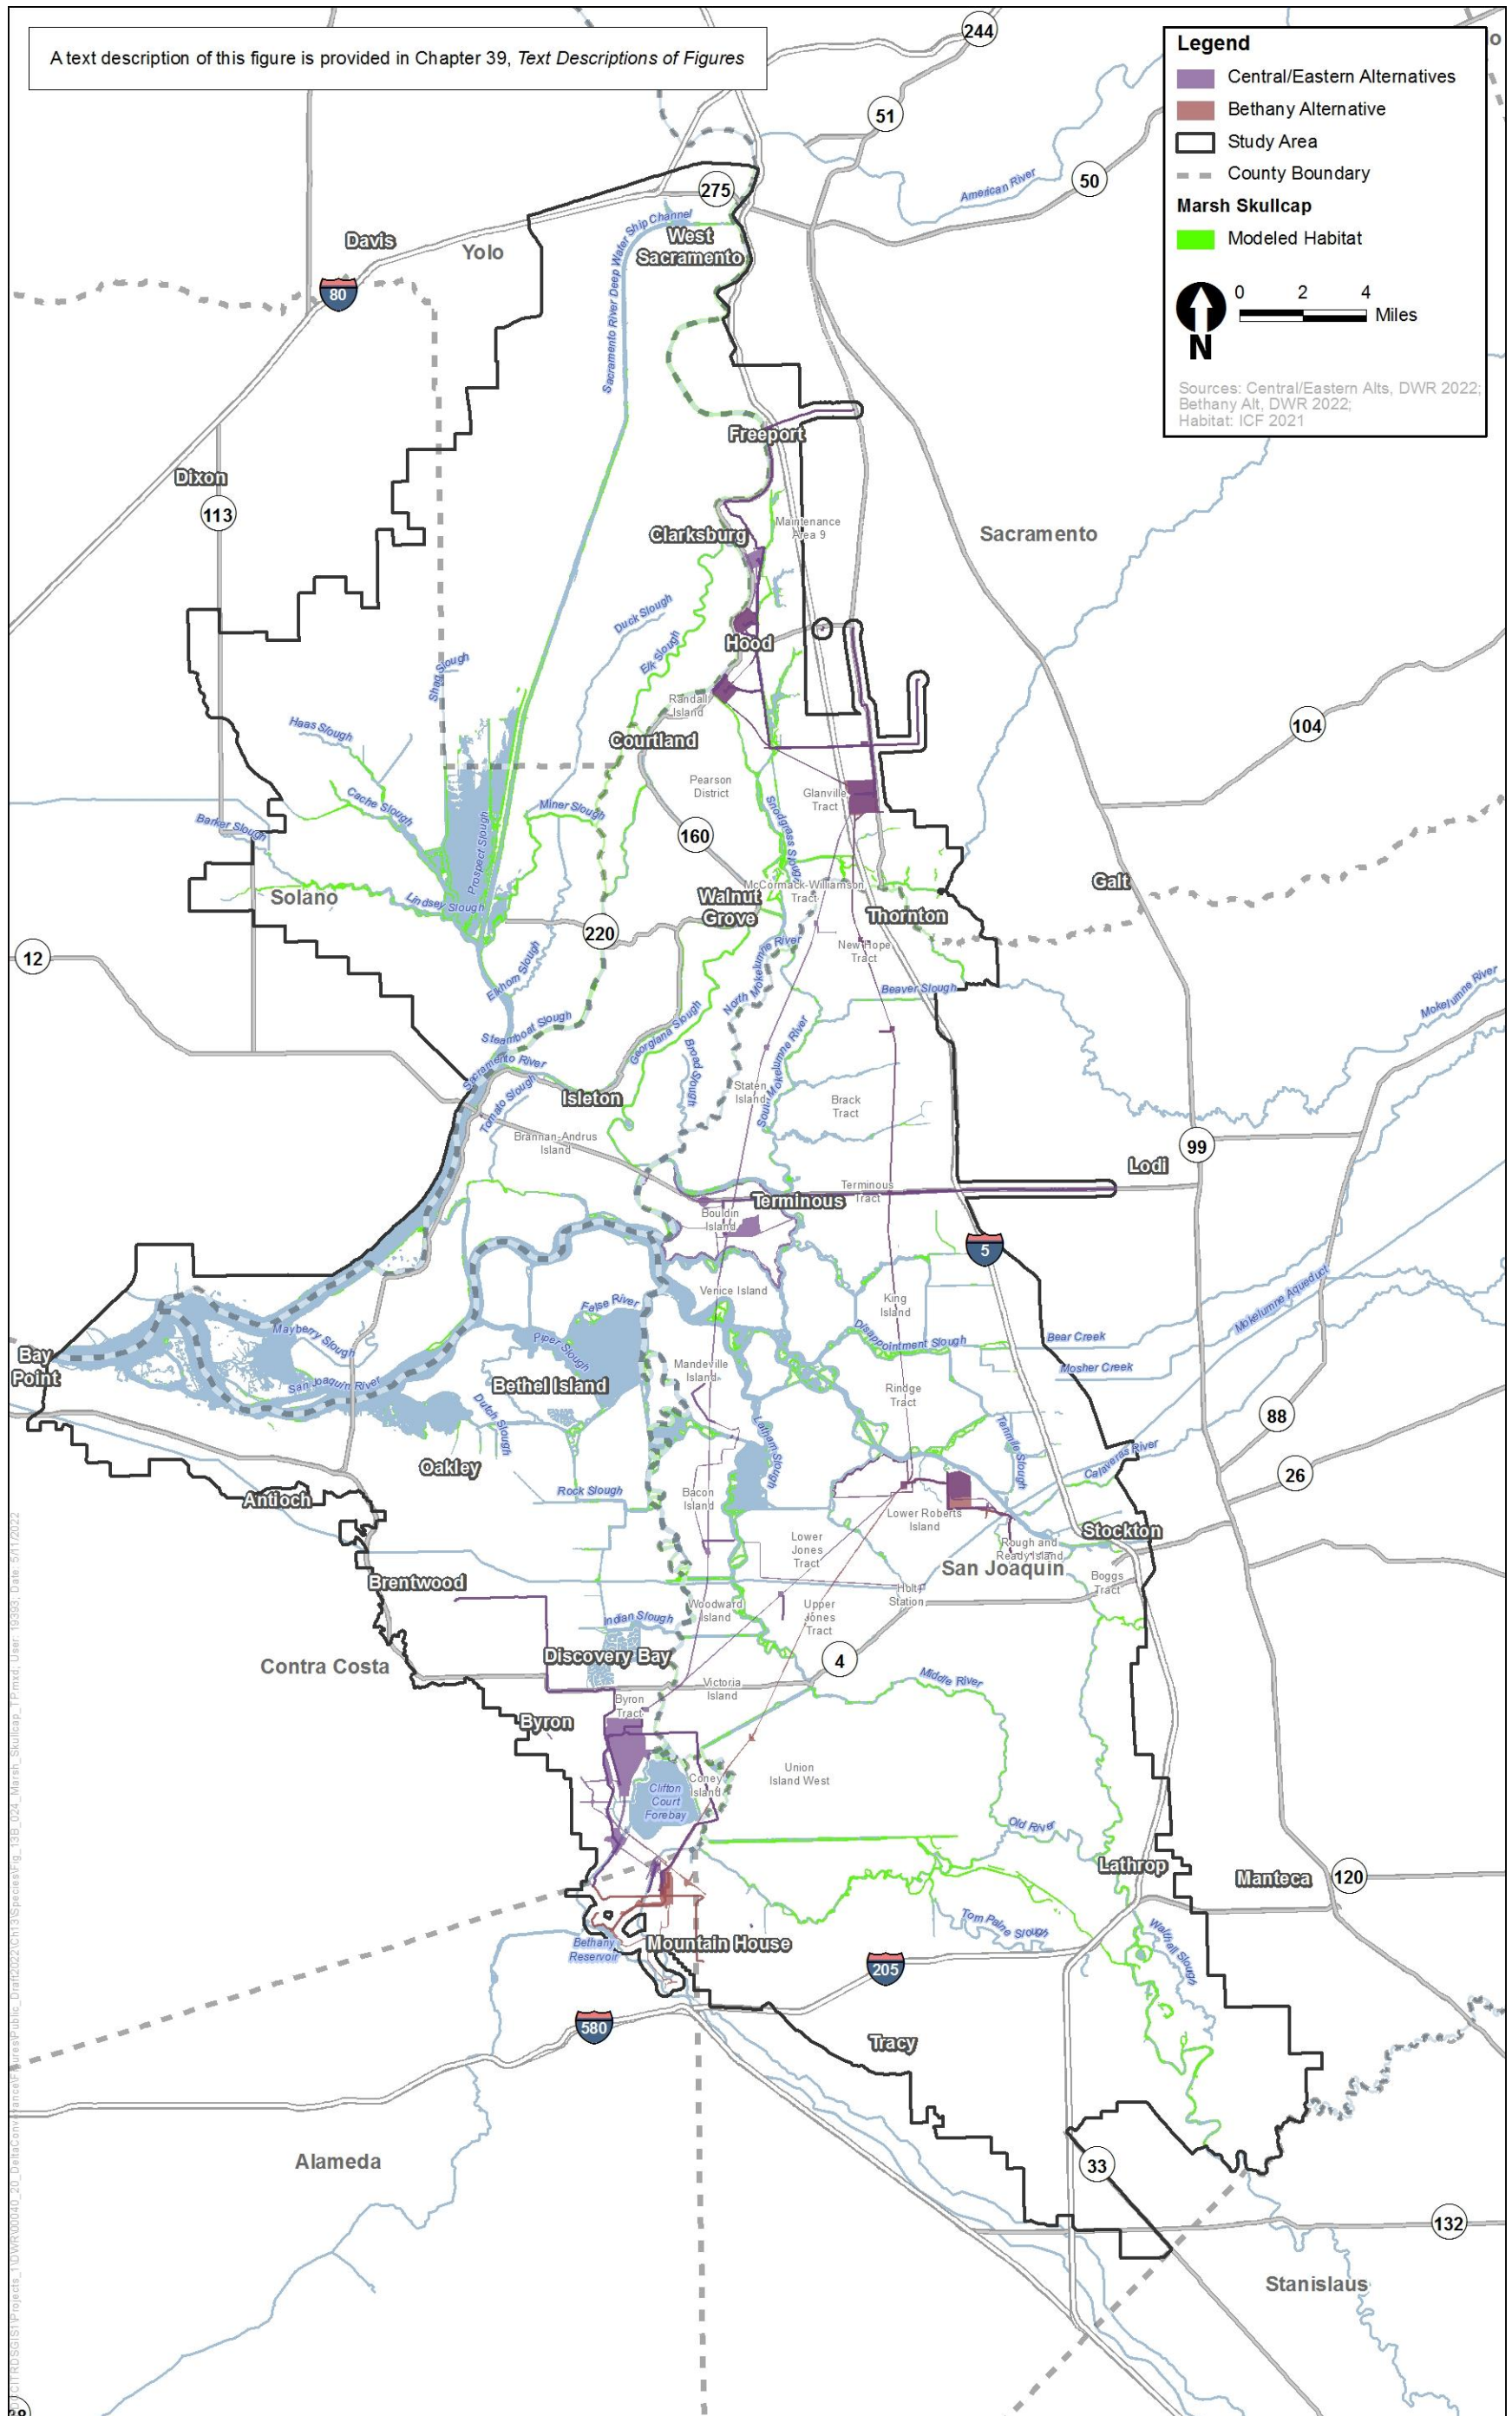 A text description of this figure is provided in Chapter 39, Text Descriptions of Figures
Legend
Central/Eastern Alternatives
Bethany Alternative
Study Area
County Boundary
Marsh Skullcap
Modeled Habitat
0 2 4
Miles
N
Sources: Central/Eastern Alts, DWR 2022;
Bethany Alt, DWR 2022;
Habitat: ICF 2021
244
51
50
American River
275
Sacramento River Deep Water Ship Channel
West
Sacramento
Davis
Yolo
80
Freeport
Dixon
113
Maintenance
Area 9
Clarksburg
Sacramento
Duck Slough
Elk Slough
Hood
Shag Slough
Randall
Island
Haas Slough
Courtland
104
Pearson
District
Glanville
Tract
Cache Slough
Miner Slough
Snodgrass Slough
Barker Slough
Prospect Slough
160
McCormack-Williamson
Tract
Galt
Solano
Lindsey Slough
Walnut
Grove
Thornton
220
New Hope
Tract
12
North Mokelumne River
Elkhorn Slough
Beaver Slough
Mokelumne River
Steamboat Slough
Georgiana Slough
Sacramento River
Broad Slough
South Mokelumne River
Tomato Slough
Isleton
Staten
Island
Brack
Tract
Brannan-Andrus
Island
99
Lodi
Terminous
Terminous
Tract
Bouldin
Island
5
Venice Island
King
Island
False River
Mokelumne Aqueduct
Mayberry Slough
Piper Slough
Disappointment Slough
Bear Creek
Bay
Point
Mandeville
Island
Mosher Creek
San Joaquin River
Bethel Island
Rindge
Tract
Dutch Slough
88
Latham Slough
Tenmile Slough
Calaveras River
Oakley
26
Antioch
Rock Slough
Bacon
Island
Lower Roberts
Island
Stockton
Lower
Jones
Tract
Rough and
Ready Island
San Joaquin
Brentwood
Holt
Station
Boggs
Tract
Woodward
Island
Upper
Jones
Tract
Indian Slough
Discovery Bay
4
Contra Costa
Middle River
Victoria
Island
Byron
Tract
Byron
Union
Island West
Coney
Island
Clifton
Court
Forebay
Old River
Lathrop
Manteca
120
Tom Paine Slough
Walthall Slough
Bethany
Reservoir
Mountain House
205
580
Tracy
Alameda
33
132
Stanislaus